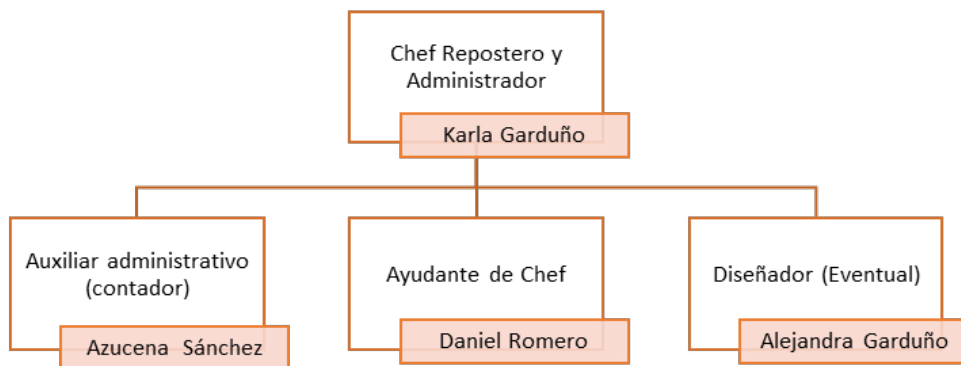 Chef Repostero y
Administrador
Karla Garduño
Auxiliar administrativo
(contador)
Azucena Sánchez
Ayudante de Chef
Daniel Romero
Diseñador (Eventual)
Alejandra Garduño